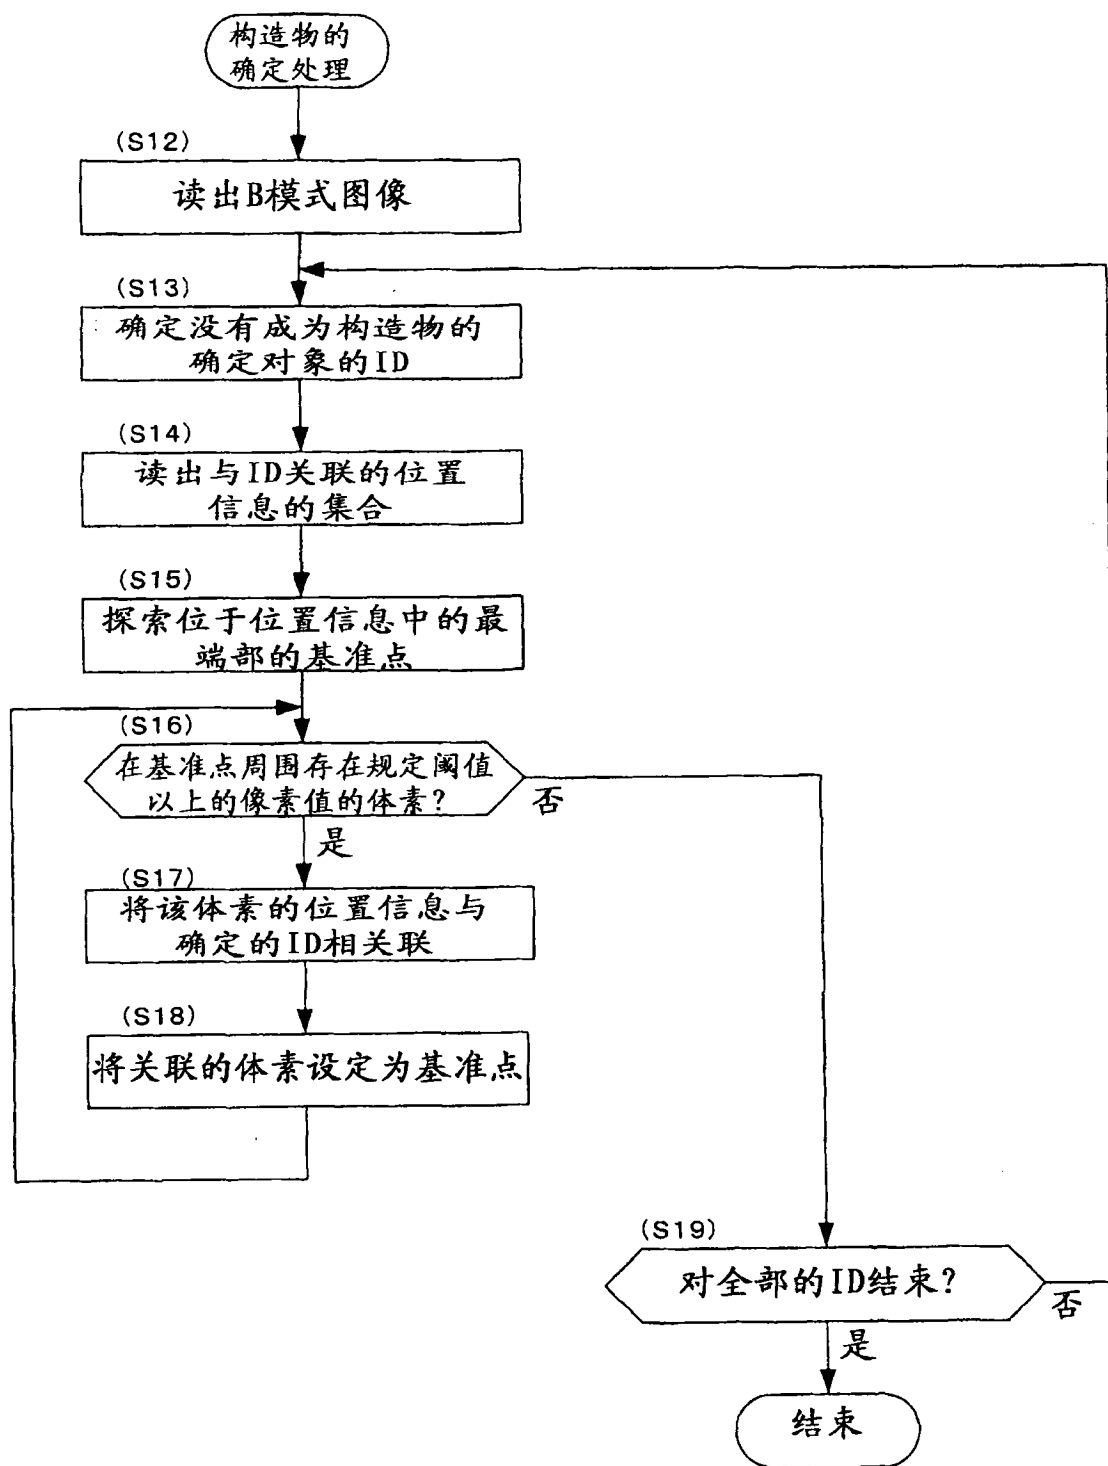 构造物的
确定处理
(S12)
读出B模式图像
(S13)
确定没有成为构造物的
确定对象的ID
(S14)
读出与ID关联的位置
信息的集合
(S15)
探索位于位置信息中的最
端部的基准点
(S16)
在基准点周围存在规定阈值
以上的像素值的体素?
否
是
(S17)
将该体素的位置信息与
确定的ID相关联
(S18)
将关联的体素设定为基准点
(S19)
对全部的ID结束?
否
是
结束